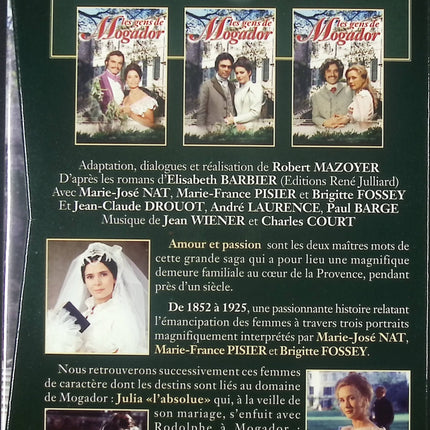 les gens de
Mogador
les gens de
Mogador
les gens de
Mogador
Adaptation, dialogues et réalisation de Robert MAZOYER
D'après les romans d'Elisabeth BARBIER (Editions René Julliard)
Avec Marie-José NAT, Marie-France PISIER et Brigitte FOSSEY
Et Jean-Claude DROUOT, André LAURENCE, Paul BARGE
Musique de Jean WIENER et Charles COURT
Amour et passion sont les deux maîtres mots de
cette grande saga qui a pour lieu une magnifique
demeure familiale au cœur de la Provence, pendant
près d'un siècle.
De 1852 à 1925, une passionnante histoire relatant
l'émancipation des femmes à travers trois portraits
magnifiquement interprétés par Marie-José NAT,
Marie-France PISIER et Brigitte FOSSEY.
Nous retrouverons successivement ces femmes
de caractère dont les destins sont liés au domaine
de Mogador : Julia «l'absolue» qui, à la veille de
son mariage, s'enfuit avec
Rodolphe à Mogador ;